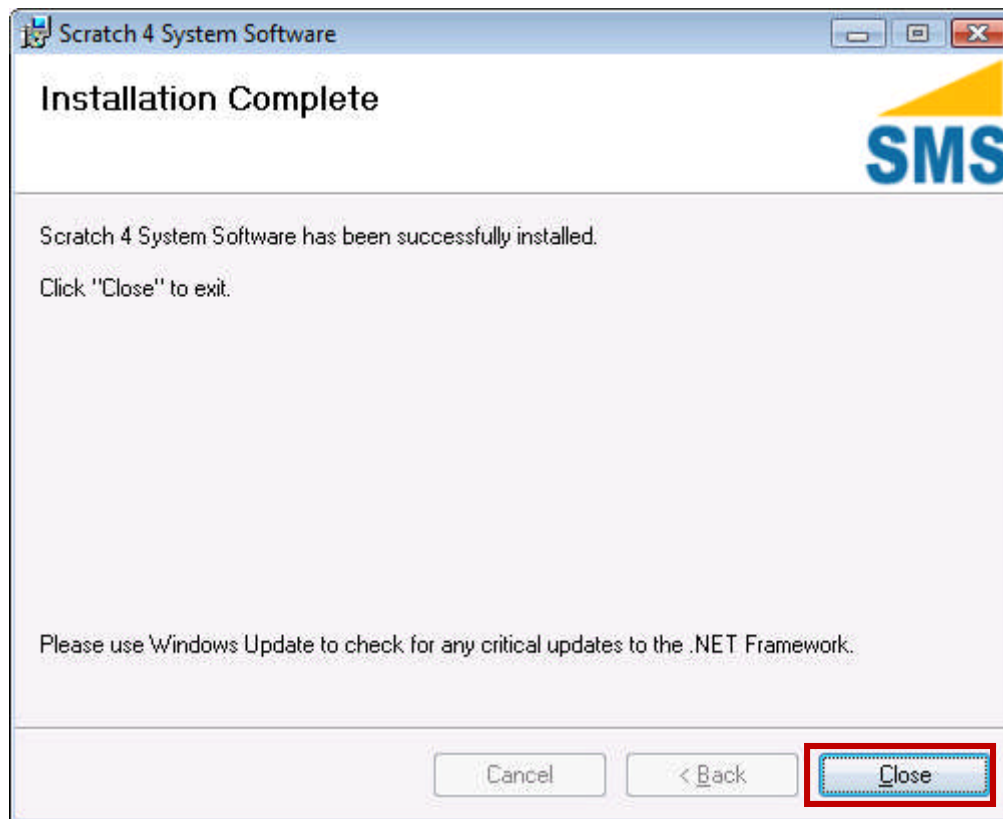 Scratch 4 System Software
Installation Complete
SMS
Scratch 4 System Software has been successfully installed.
Click "Close" to exit.
Please use Windows Update to check for any critical updates to the .NET Framework.
Cancel
< Back
Close